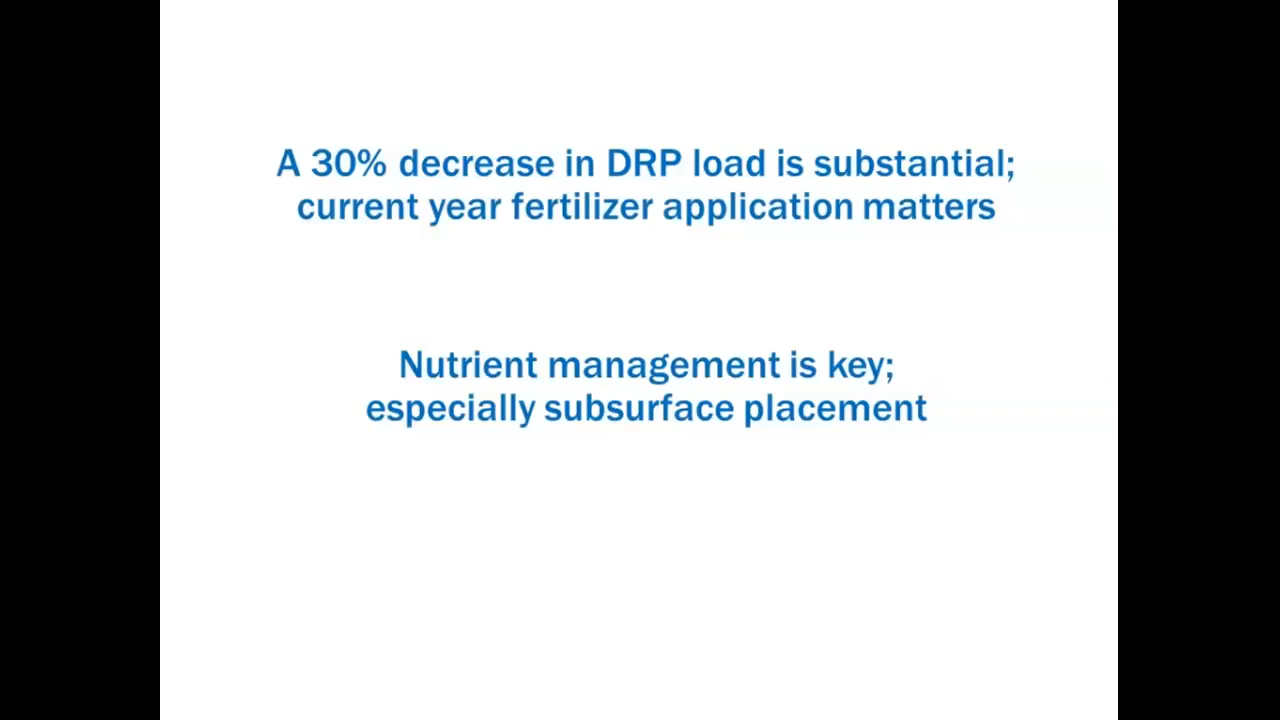 A 30% decrease in DRP load is substantial;
current year fertilizer application matters
Nutrient management is key;
especially subsurface placement